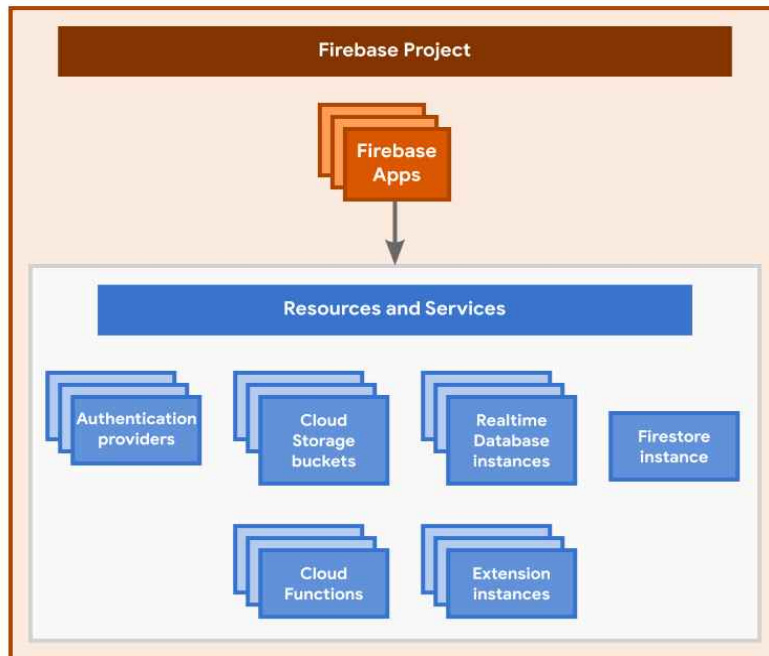 Firebase Project
Firebase
Apps
Resources and Services
Authentication
providers
Cloud
Storage
buckets
Realtime
Database
instances
Firestore
instance
Cloud
Functions
Extension
instances